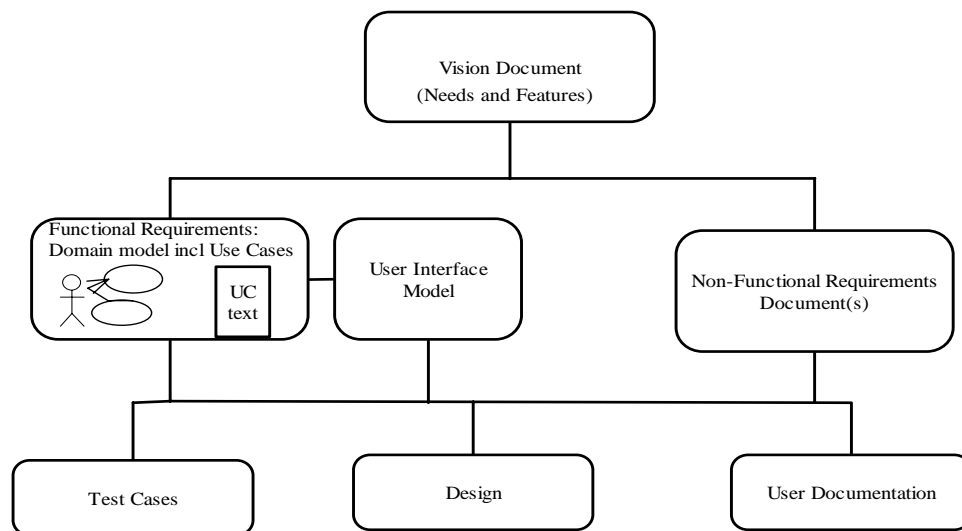 Vision Document
(Needs and Features)
Functional Requirements:
Domain model incl Use Cases
UC
text
User Interface
Model
Non-Functional Requirements
Document(s)
Test Cases
Design
User Documentation